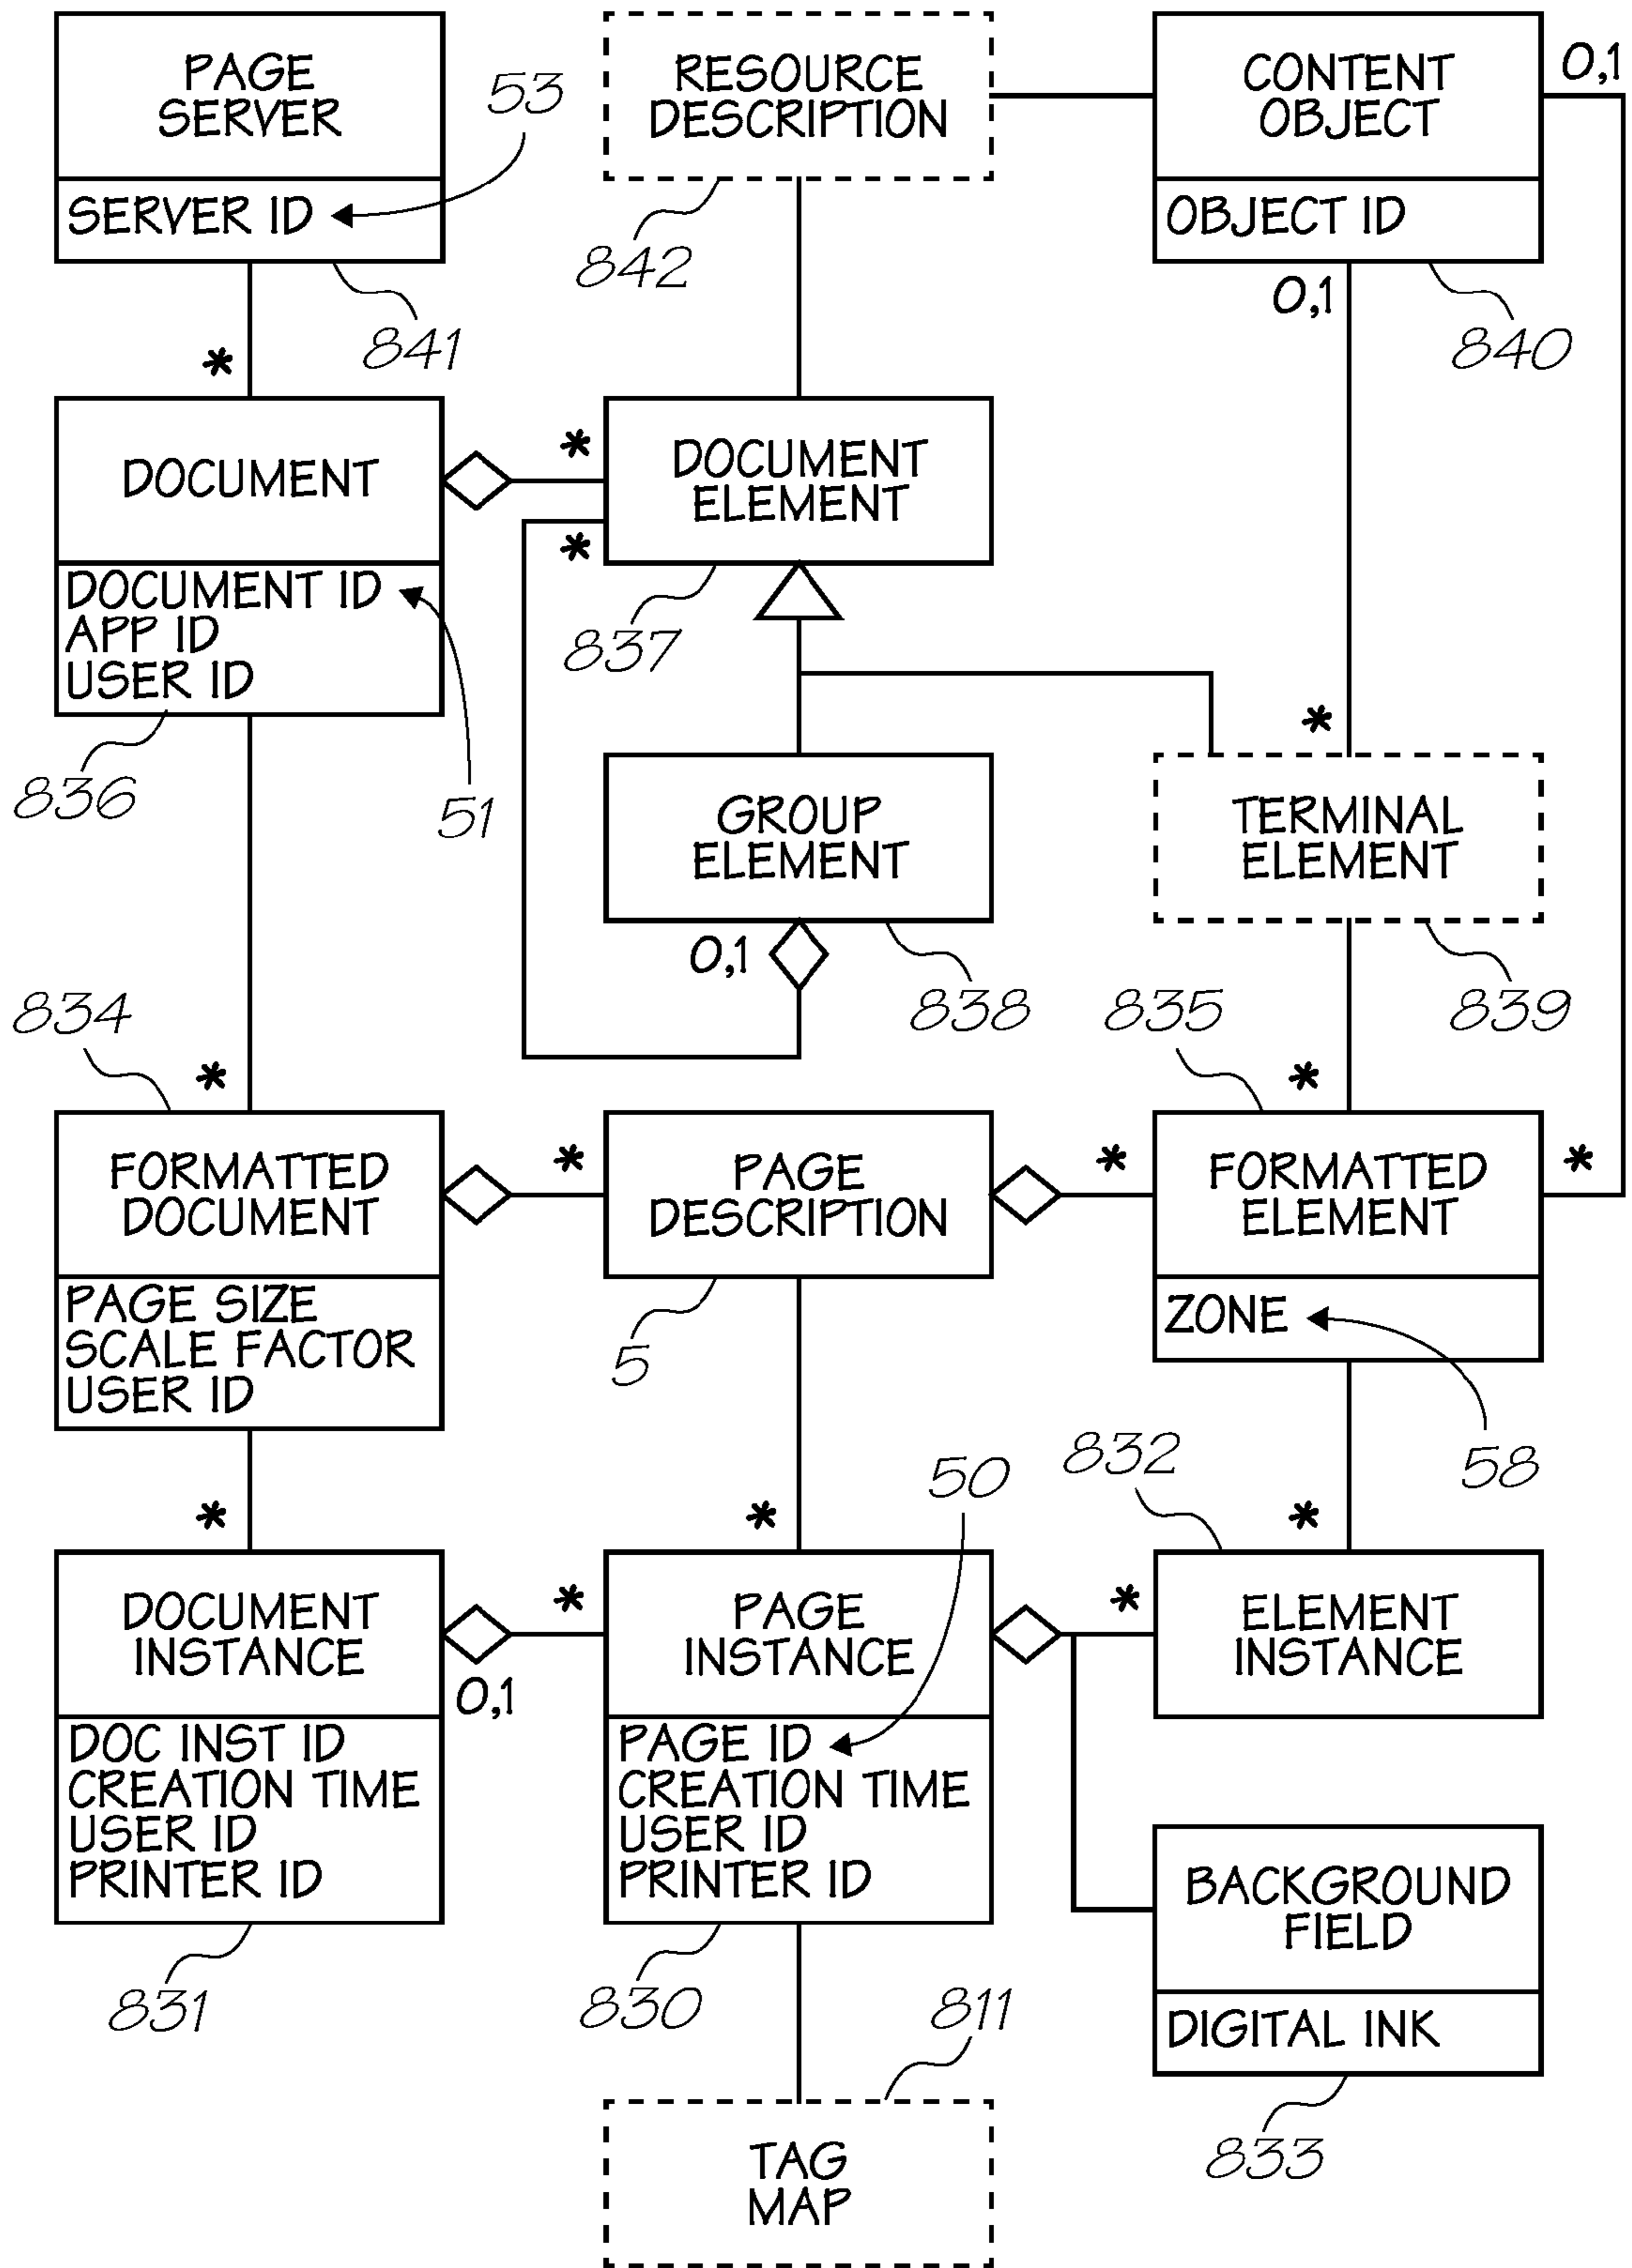 PAGE
SERVER
SERVER ID
53
841
RESOURCE
DESCRIPTION
842
CONTENT
OBJECT
OBJECT ID
0,1
0,1
840
*
DOCUMENT
DOCUMENT ID
APP ID
USER ID
836
51
*
*
DOCUMENT
ELEMENT
837
GROUP
ELEMENT
0,1
838
*
TERMINAL
ELEMENT
839
834
*
FORMATTED
DOCUMENT
PAGE SIZE
SCALE FACTOR
USER ID
*
PAGE
DESCRIPTION
5
835
*
*
FORMATTED
ELEMENT
*
ZONE
58
*
DOCUMENT
INSTANCE
0,1
DOC INST ID
CREATION TIME
USER ID
PRINTER ID
831
*
*
50
PAGE
INSTANCE
PAGE ID
CREATION TIME
USER ID
PRINTER ID
830
832
*
*
ELEMENT
INSTANCE
BACKGROUND
FIELD
DIGITAL INK
833
811
TAG
MAP